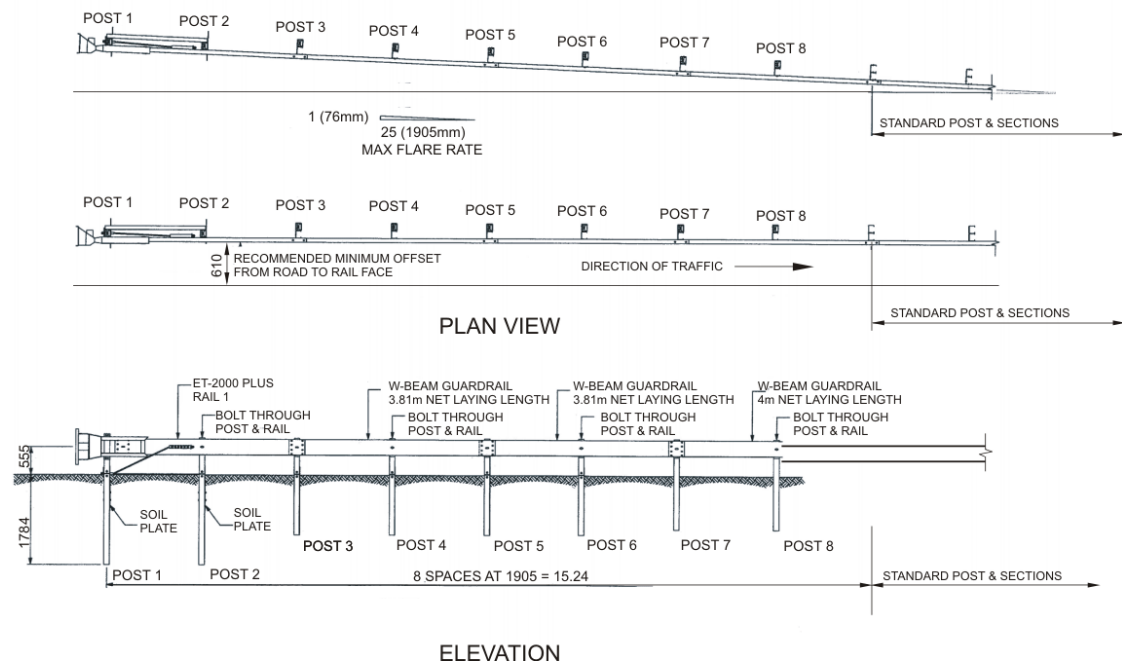 POST 1
POST 2
POST 3
POST 4
POST 5
POST 6
POST 7
POST 8
1 (76mm)
25 (1905mm)
MAX FLARE RATE
STANDARD POST & SECTIONS
POST 1
POST 2
POST 3
POST 4
POST 5
POST 6
POST 7
POST 8
610
RECOMMENDED MINIMUM OFFSET
FROM ROAD TO RAIL FACE
DIRECTION OF TRAFFIC
STANDARD POST & SECTIONS
PLAN VIEW
ET-2000 PLUS
RAIL 1
W-BEAM GUARDRAIL
3.81m NET LAYING LENGTH
W-BEAM GUARDRAIL
3.81m NET LAYING LENGTH
W-BEAM GUARDRAIL
4m NET LAYING LENGTH
BOLT THROUGH
POST & RAIL
BOLT THROUGH
POST & RAIL
BOLT THROUGH
POST & RAIL
BOLT THROUGH
POST & RAIL
555
1784
SOIL
PLATE
SOIL
PLATE
POST 1
POST 2
POST 3
POST 4
POST 5
POST 6
POST 7
POST 8
8 SPACES AT 1905 = 15.24
STANDARD POST & SECTIONS
ELEVATION